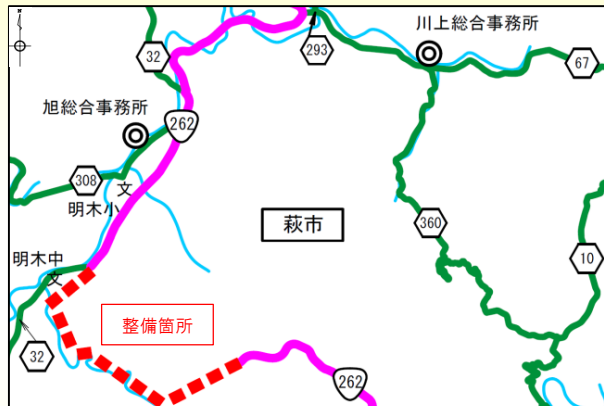 川上総合事務所
32
293
67
旭総合事務所
262
308
文
明木小
萩市
360
10
明木中
文
整備箇所
32
262